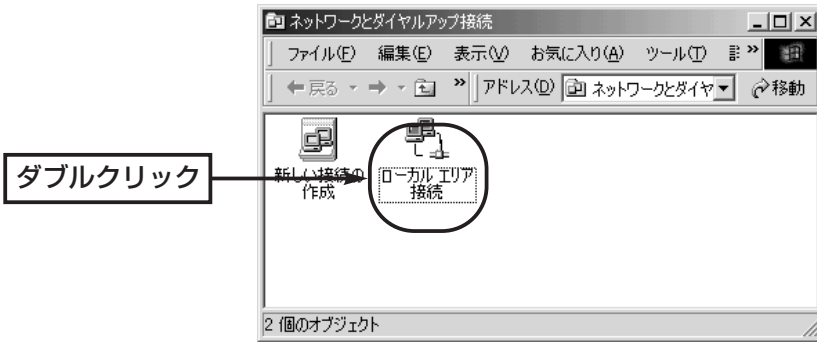 ネットワークとダイヤルアップ接続
ファイル(F) 編集(E) 表示(V) お気に入り(A) ツール(T) »
戻る » アドレス(D) ネットワークとダイヤ 移動
ダブルクリック
新しい接続の
作成
ローカル エリア
接続
2 個のオブジェクト